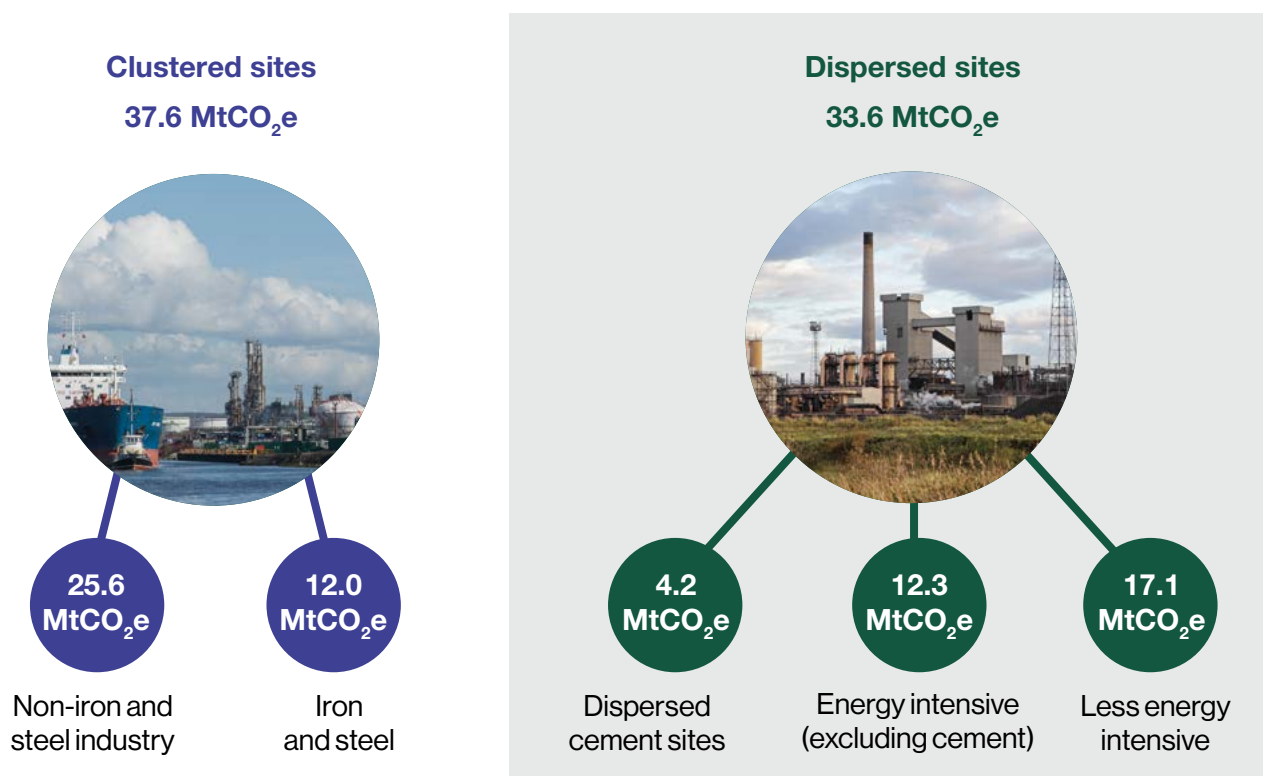 Clustered sites
37.6 MtCO₂e
25.6
MtCO₂e
Non-iron and
steel industry
12.0
MtCO₂e
Iron
and steel
Dispersed sites
33.6 MtCO₂e
4.2
MtCO₂e
Dispersed
cement sites
12.3
MtCO₂e
Energy intensive
(excluding cement)
17.1
MtCO₂e
Less energy
intensive